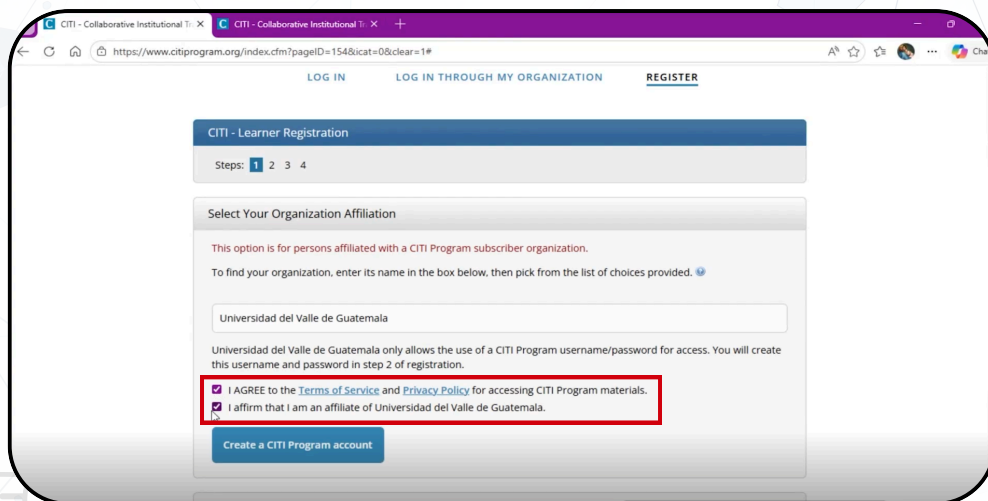 CITI - Collaborative Institutional Tr
CITI - Collaborative Institutional Tr
https://www.citiprogram.org/index.cfm?pageID=154&icat=0&clear=1#
Cha
LOG IN LOG IN THROUGH MY ORGANIZATION REGISTER
CITI - Learner Registration
Steps: 1 2 3 4
Select Your Organization Affiliation
This option is for persons affiliated with a CITI Program subscriber organization.
To find your organization, enter its name in the box below, then pick from the list of choices provided.
Universidad del Valle de Guatemala
Universidad del Valle de Guatemala only allows the use of a CITI Program username/password for access. You will create
this username and password in step 2 of registration.
I AGREE to the Terms of Service and Privacy Policy for accessing CITI Program materials.
I affirm that I am an affiliate of Universidad del Valle de Guatemala.
Create a CITI Program account